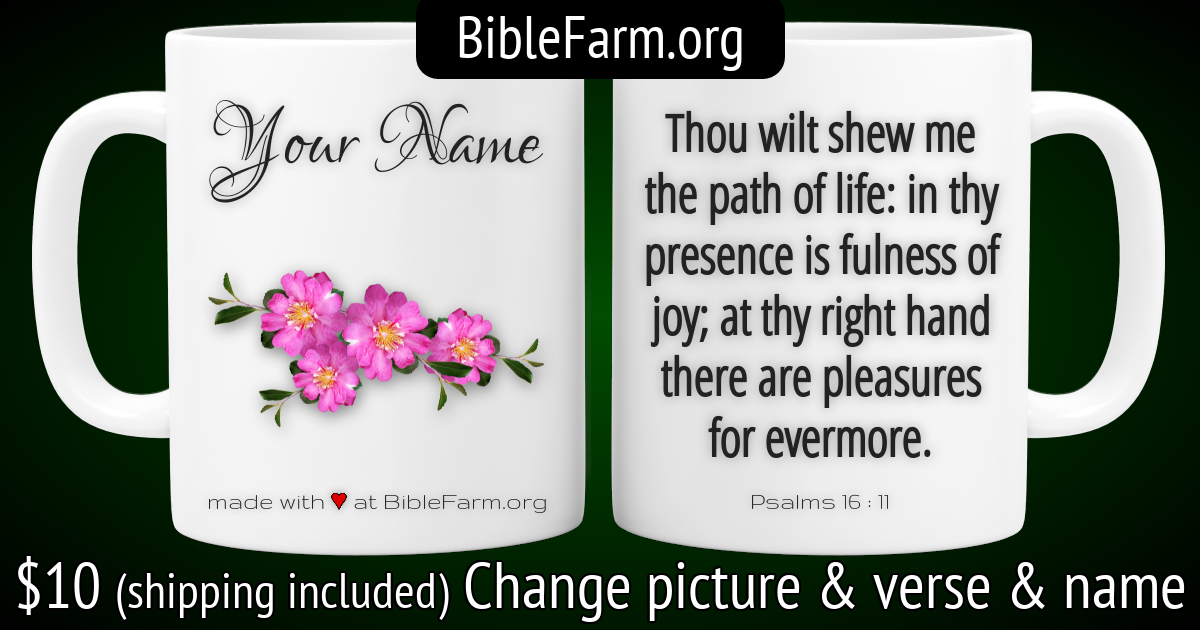 BibleFarm.org
Your Name
made with ♥ at BibleFarm.org
Thou wilt shew me
the path of life: in thy
presence is fulness of
joy; at thy right hand
there are pleasures
for evermore.
Psalms 16 : 11
$10 (shipping included) Change picture & verse & name